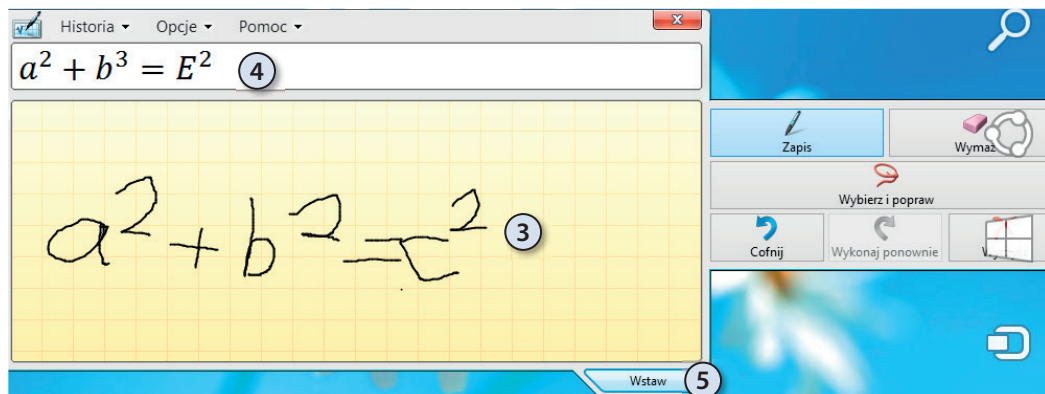 Historia Opcje Pomoc
a² + b³ = E² 4
Zapis Wymaż
a² + b² = c² 3
Wybierz i popraw
Cofnij Wykonaj ponownie
Wstaw 5